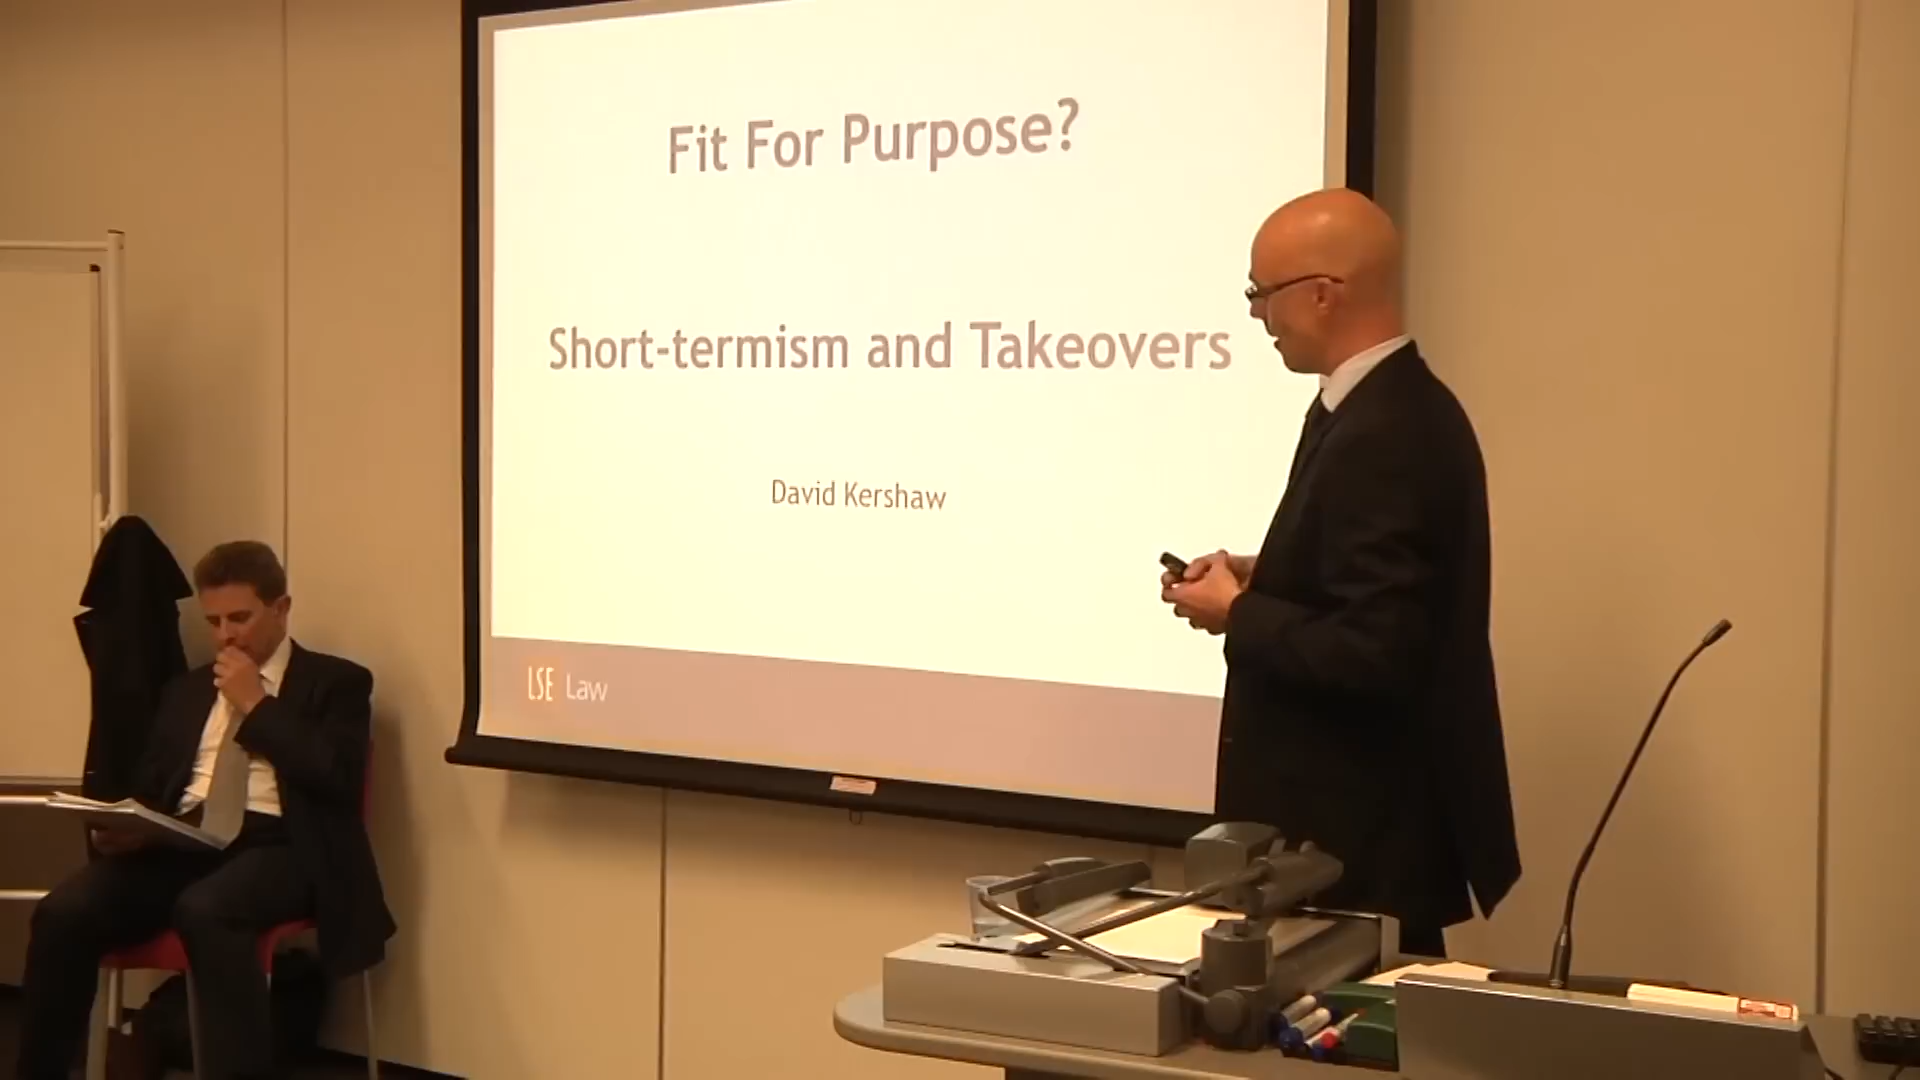 Fit For Purpose?
Short-termism and Takeovers
David Kershaw
LSE Law